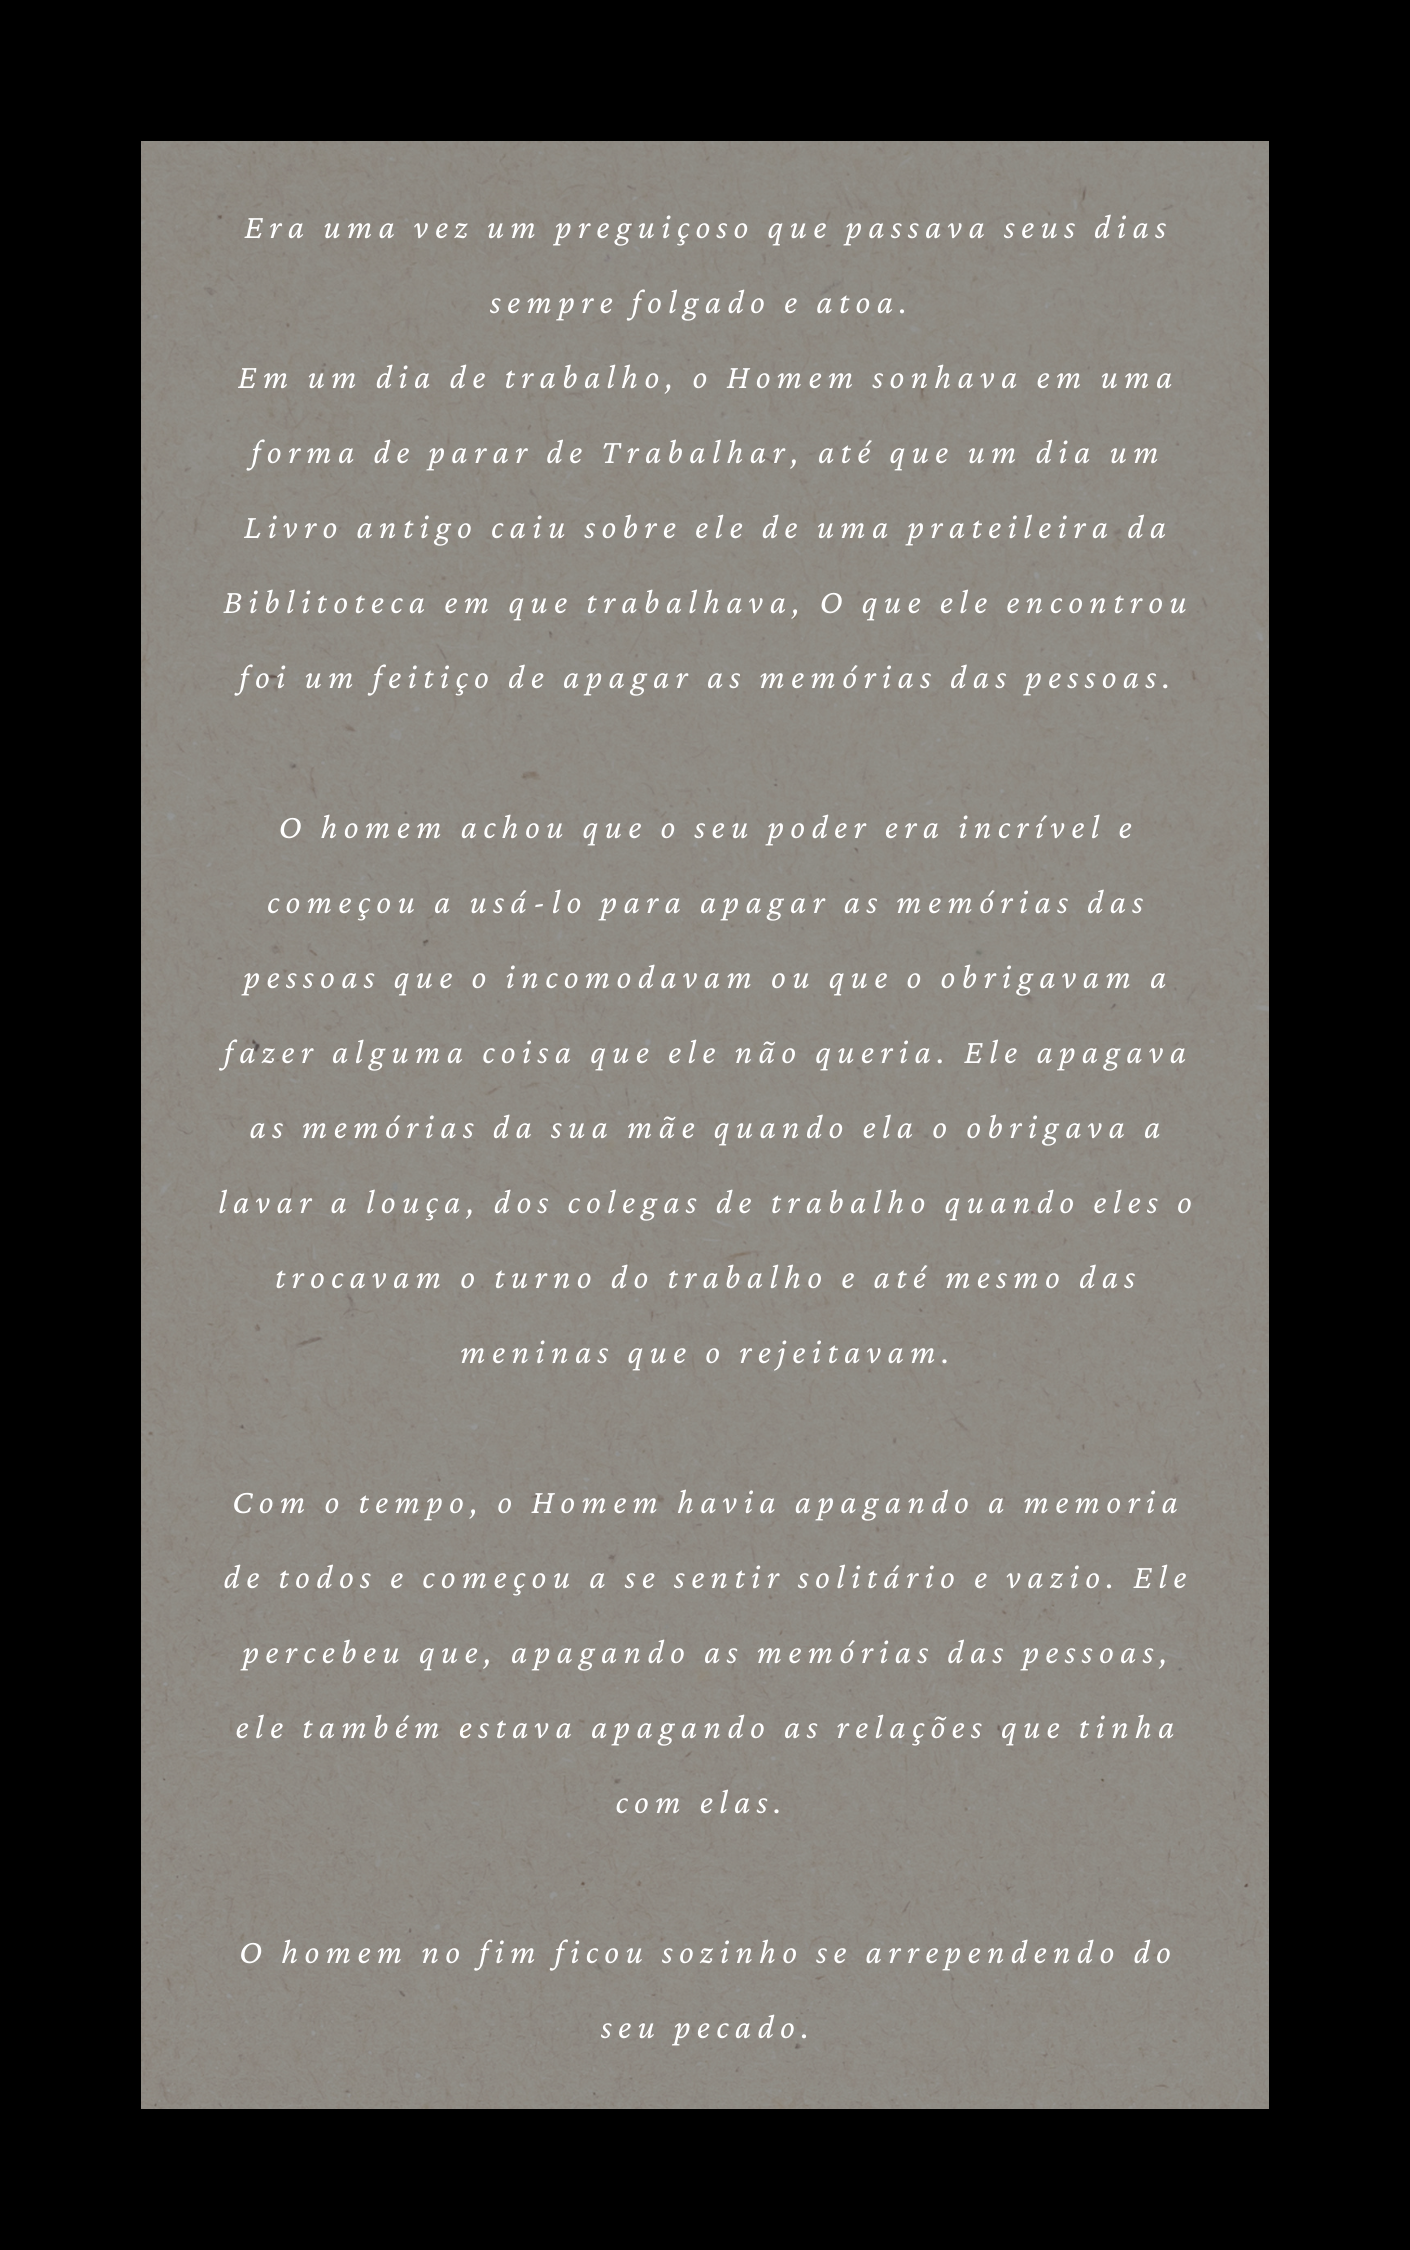 Era uma vez um preguiçoso que passava seus dias
sempre folgado e atoa.
Em um dia de trabalho, o Homem sonhava em uma
forma de parar de Trabalhar, até que um dia um
Livro antigo caiu sobre ele de uma prateileira da
Biblitoteca em que trabalhava, O que ele encontrou
foi um feitiço de apagar as memórias das pessoas.
O homem achou que o seu poder era incrível e
começou a usá-lo para apagar as memórias das
pessoas que o incomodavam ou que o obrigavam a
fazer alguma coisa que ele não queria. Ele apagava
as memórias da sua mãe quando ela o obrigava a
lavar a louça, dos colegas de trabalho quando eles o
trocavam o turno do trabalho e até mesmo das
meninas que o rejeitavam.
Com o tempo, o Homem havia apagando a memoria
de todos e começou a se sentir solitário e vazio. Ele
percebeu que, apagando as memórias das pessoas,
ele também estava apagando as relações que tinha
com elas.
O homem no fim ficou sozinho se arrependendo do
seu pecado.